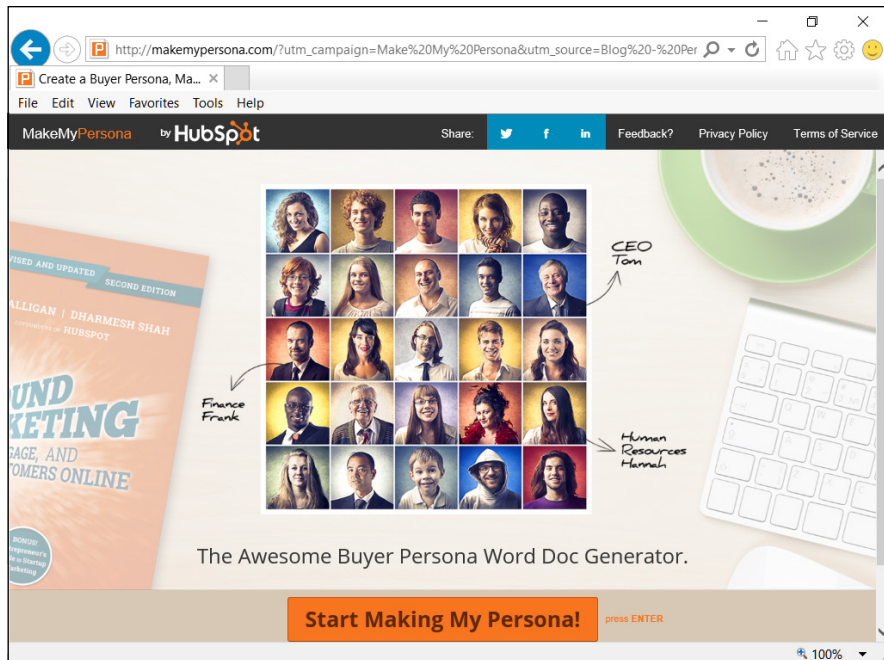 http://makemypersona.com/?utm_campaign=Make%20My%20Persona&utm_source=Blog%20-%20Per
Create a Buyer Persona, Ma...
File Edit View Favorites Tools Help
MakeMyPersona by HubSpot Share: Feedback? Privacy Policy Terms of Service
CEO
Tom
VISED AND UPDATED
SECOND EDITION
ALLIGAN | DHARMESH SHAH
OF HUBSPOT
UND
KETING
GAGE, AND
TOMERS ONLINE
BONUS!
Finance
Frank
Human
Resources
Hannah
The Awesome Buyer Persona Word Doc Generator.
Start Making My Persona! press ENTER
100%